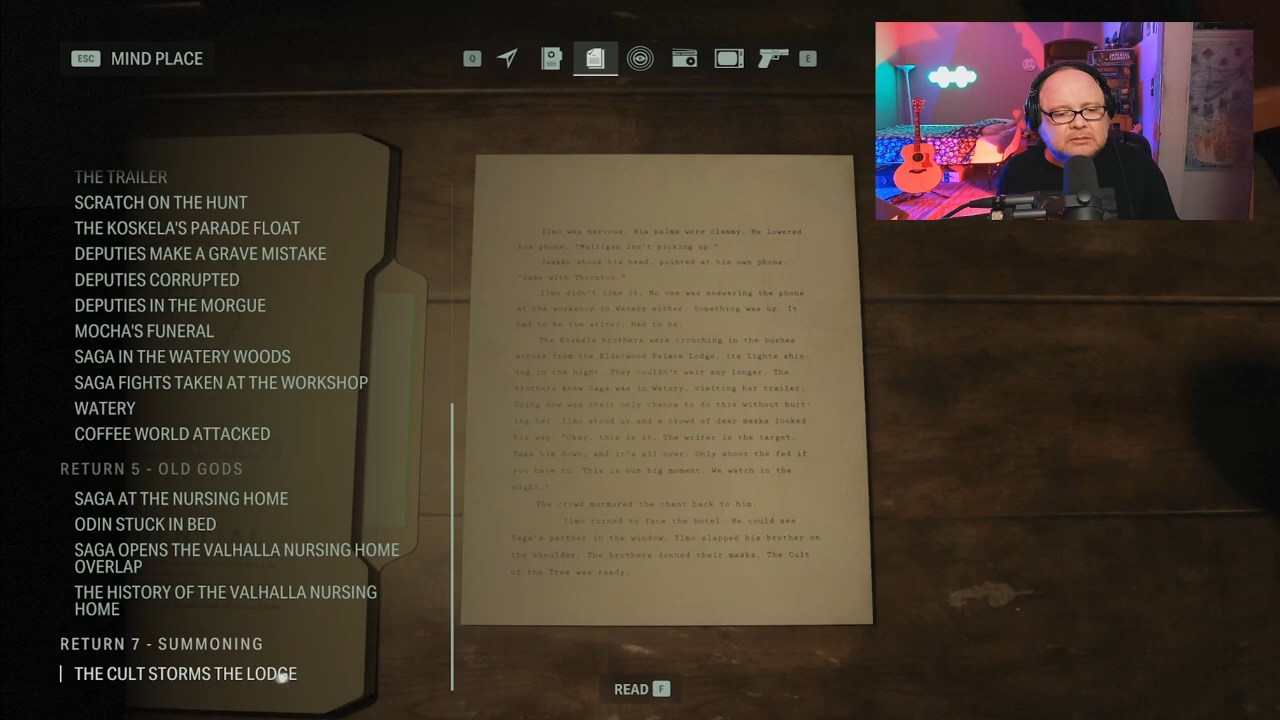 ESC MIND PLACE
Q
E
THE TRAILER
SCRATCH ON THE HUNT
THE KOSKELA'S PARADE FLOAT
DEPUTIES MAKE A GRAVE MISTAKE
DEPUTIES CORRUPTED
DEPUTIES IN THE MORGUE
MOCHA'S FUNERAL
SAGA IN THE WATERY WOODS
SAGA FIGHTS TAKEN AT THE WORKSHOP
WATERY
COFFEE WORLD ATTACKED
RETURN 5 - OLD GODS
SAGA AT THE NURSING HOME
ODIN STUCK IN BED
SAGA OPENS THE VALHALLA NURSING HOME
OVERLAP
THE HISTORY OF THE VALHALLA NURSING
HOME
RETURN 7 - SUMMONING
THE CULT STORMS THE LODGE
Ilmo was nervous. His palms were clammy. He lowered
his phone. "Mulligan isn't picking up."
Jaakko shook his head, pointed at his own phone.
"Same with Thornton."
Ilmo didn't like it. No one was answering the phone
at the workshop in Watery either. Something was up. It
had to be the writer. Had to be.
The Koskela brothers were crouching in the bushes
across from the Elderwood Palace Lodge, its lights shin-
ing in the night. They couldn't wait any longer. The
brothers knew Saga was in Watery, visiting her trailer.
Going now was their only chance to do this without hurt-
ing her. Ilmo stood up and a crowd of deer masks looked
his way. "Okay, this is it. The writer is the target.
Take him down, and it's all over. Only shoot the fed if
you have to. This is our big moment. We watch in the
night."
The crowd murmured the chant back to him.
Ilmo turned to face the hotel. He could see
Saga's partner in the window. Ilmo slapped his brother on
the shoulder. The brothers donned their masks. The Cult
of the Tree was ready.
READ F